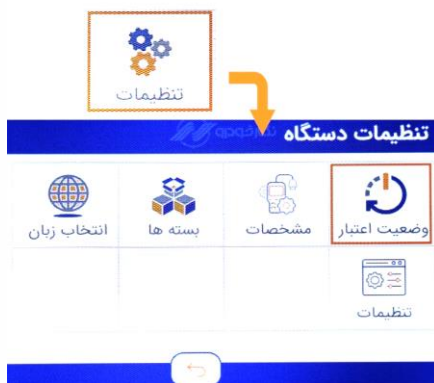 تنظیمات
تنظیمات دستگاه
وضعیت اعتبار
مشخصات
بسته ها
انتخاب زبان
تنظیمات